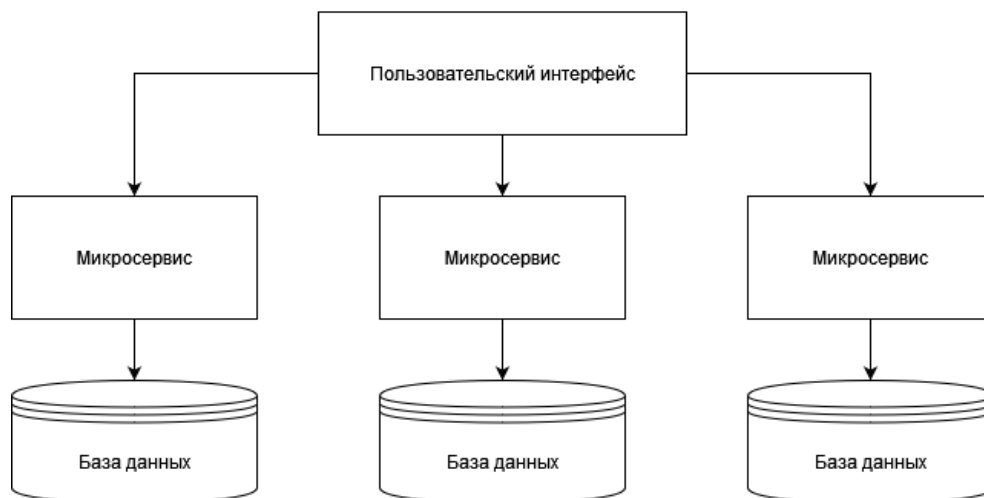 Пользовательский интерфейс
Микросервис
Микросервис
Микросервис
База данных
База данных
База данных